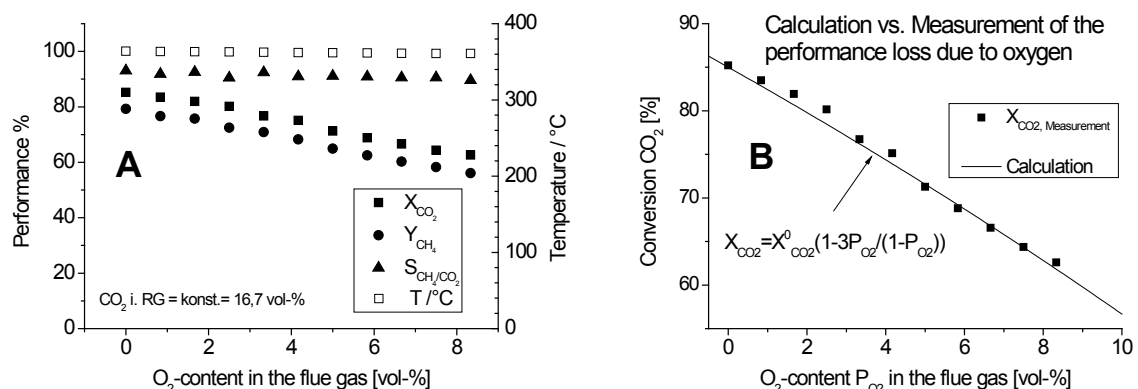 100
80
60
40
20
0
Performance %
A
X_CO2
Y_CH4
S_CH4/CO2
T /°C
CO2 i. RG = konst.= 16,7 vol-%
400
300
200
100
0
Temperature / °C
0 2 4 6 8
O2-content in the flue gas [vol-%]
90
80
70
60
Conversion CO2 [%]
Calculation vs. Measurement of the
performance loss due to oxygen
X_CO2, Measurement
Calculation
B
X_CO2=X^0_CO2(1-3P_O2/(1-P_O2))
0 2 4 6 8 10
O2-content P_O2 in the flue gas [vol-%]